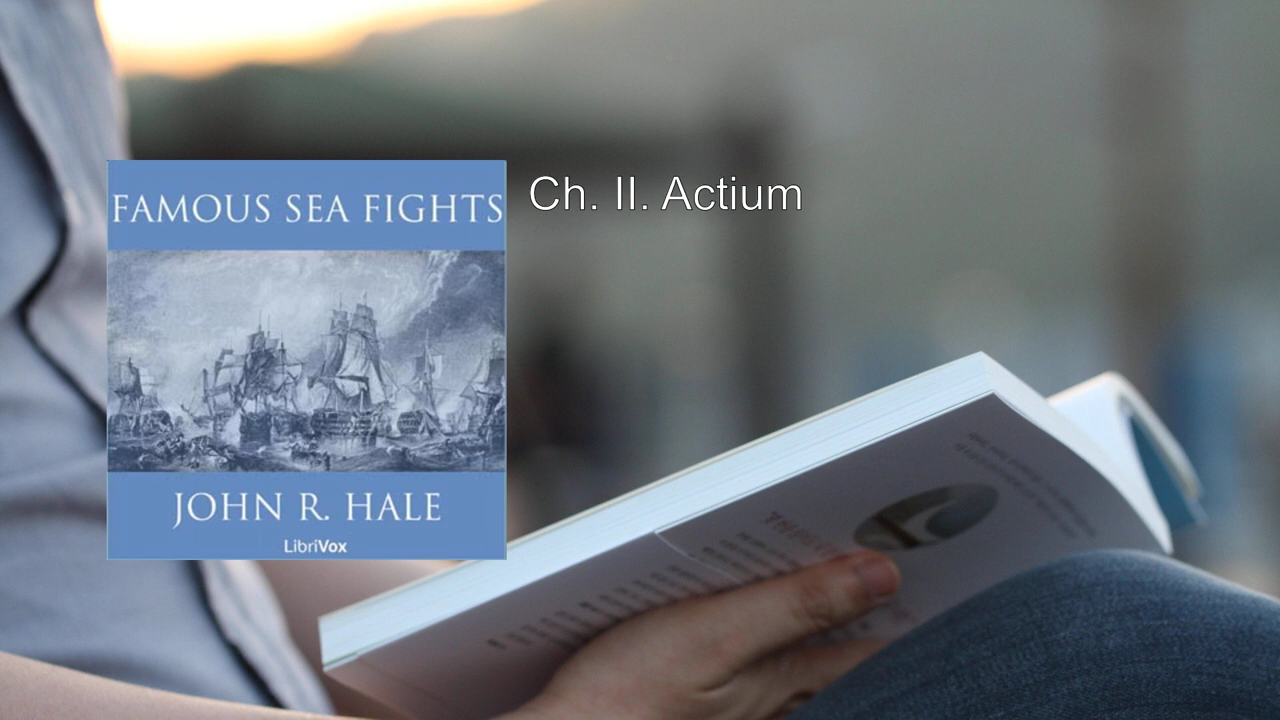 FAMOUS SEA FIGHTS
Ch. II. Actium
JOHN R. HALE
LibriVox